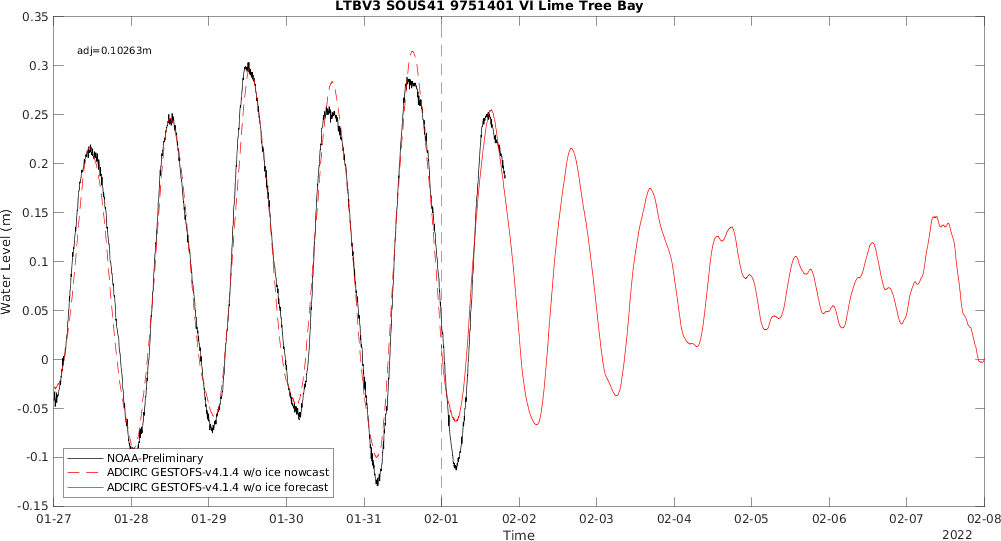 LTBV3 SOUS41 9751401 VI Lime Tree Bay
adj=0.10263m
0.35
0.3
0.25
0.2
0.15
0.1
0.05
0
-0.05
-0.1
-0.15
Water Level (m)
NOAA-Preliminary
ADCIRC GESTOFS-v4.1.4 w/o ice nowcast
ADCIRC GESTOFS-v4.1.4 w/o ice forecast
01-27 01-28 01-29 01-30 01-31 02-01 02-02 02-03 02-04 02-05 02-06 02-07 02-08
Time
2022